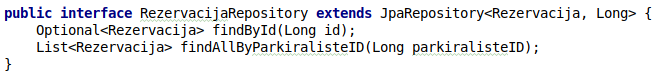 public interface RezervacijaRepository extends JpaRepository<Rezervacija, Long> {
    Optional<Rezervacija> findById(Long id);
    List<Rezervacija> findAllByParkiralisteID(Long parkiralisteID);
}